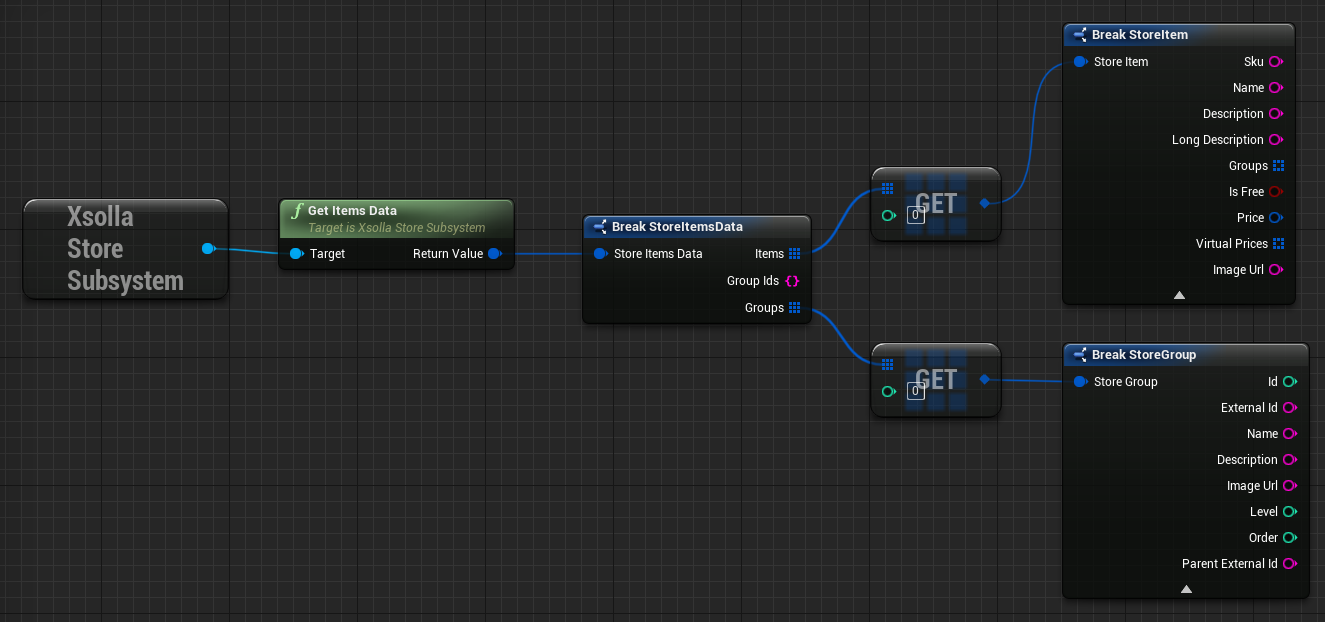 Xsolla
Store
Subsystem
f Get Items Data
Target is Xsolla Store Subsystem
Target Return Value
Break StoreItemsData
Store Items Data Items
Group Ids
Groups
GET
0
GET
0
Break StoreItem
Store Item Sku
Name
Description
Long Description
Groups
Is Free
Price
Virtual Prices
Image Url
Break StoreGroup
Store Group Id
External Id
Name
Description
Image Url
Level
Order
Parent External Id